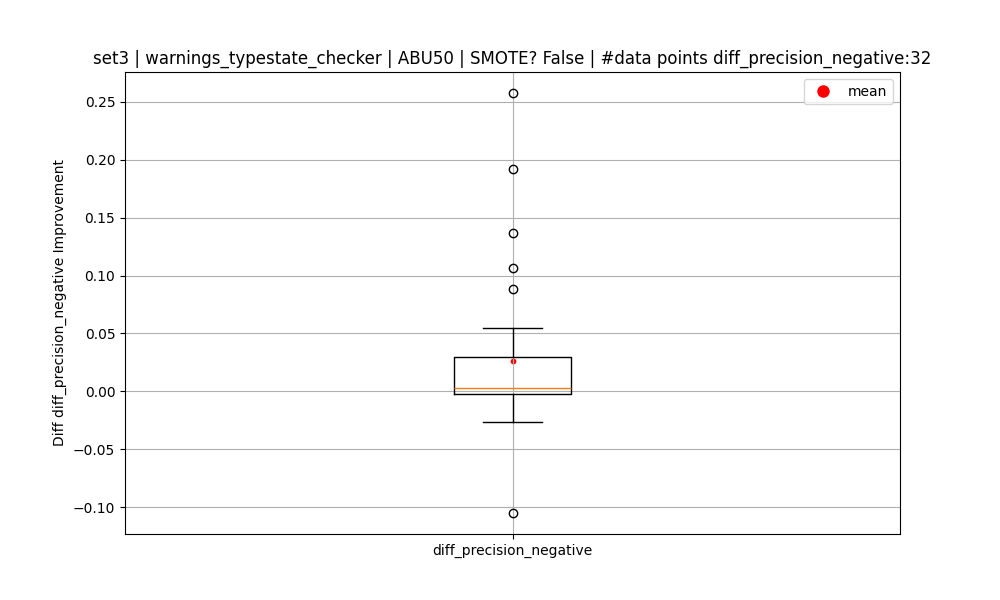 set3 | warnings_typestate_checker | ABU50 | SMOTE? False | #data points diff_precision_negative:32
mean
0.25
0.20
0.15
0.10
0.05
0.00
−0.05
−0.10
Diff diff_precision_negative Improvement
diff_precision_negative